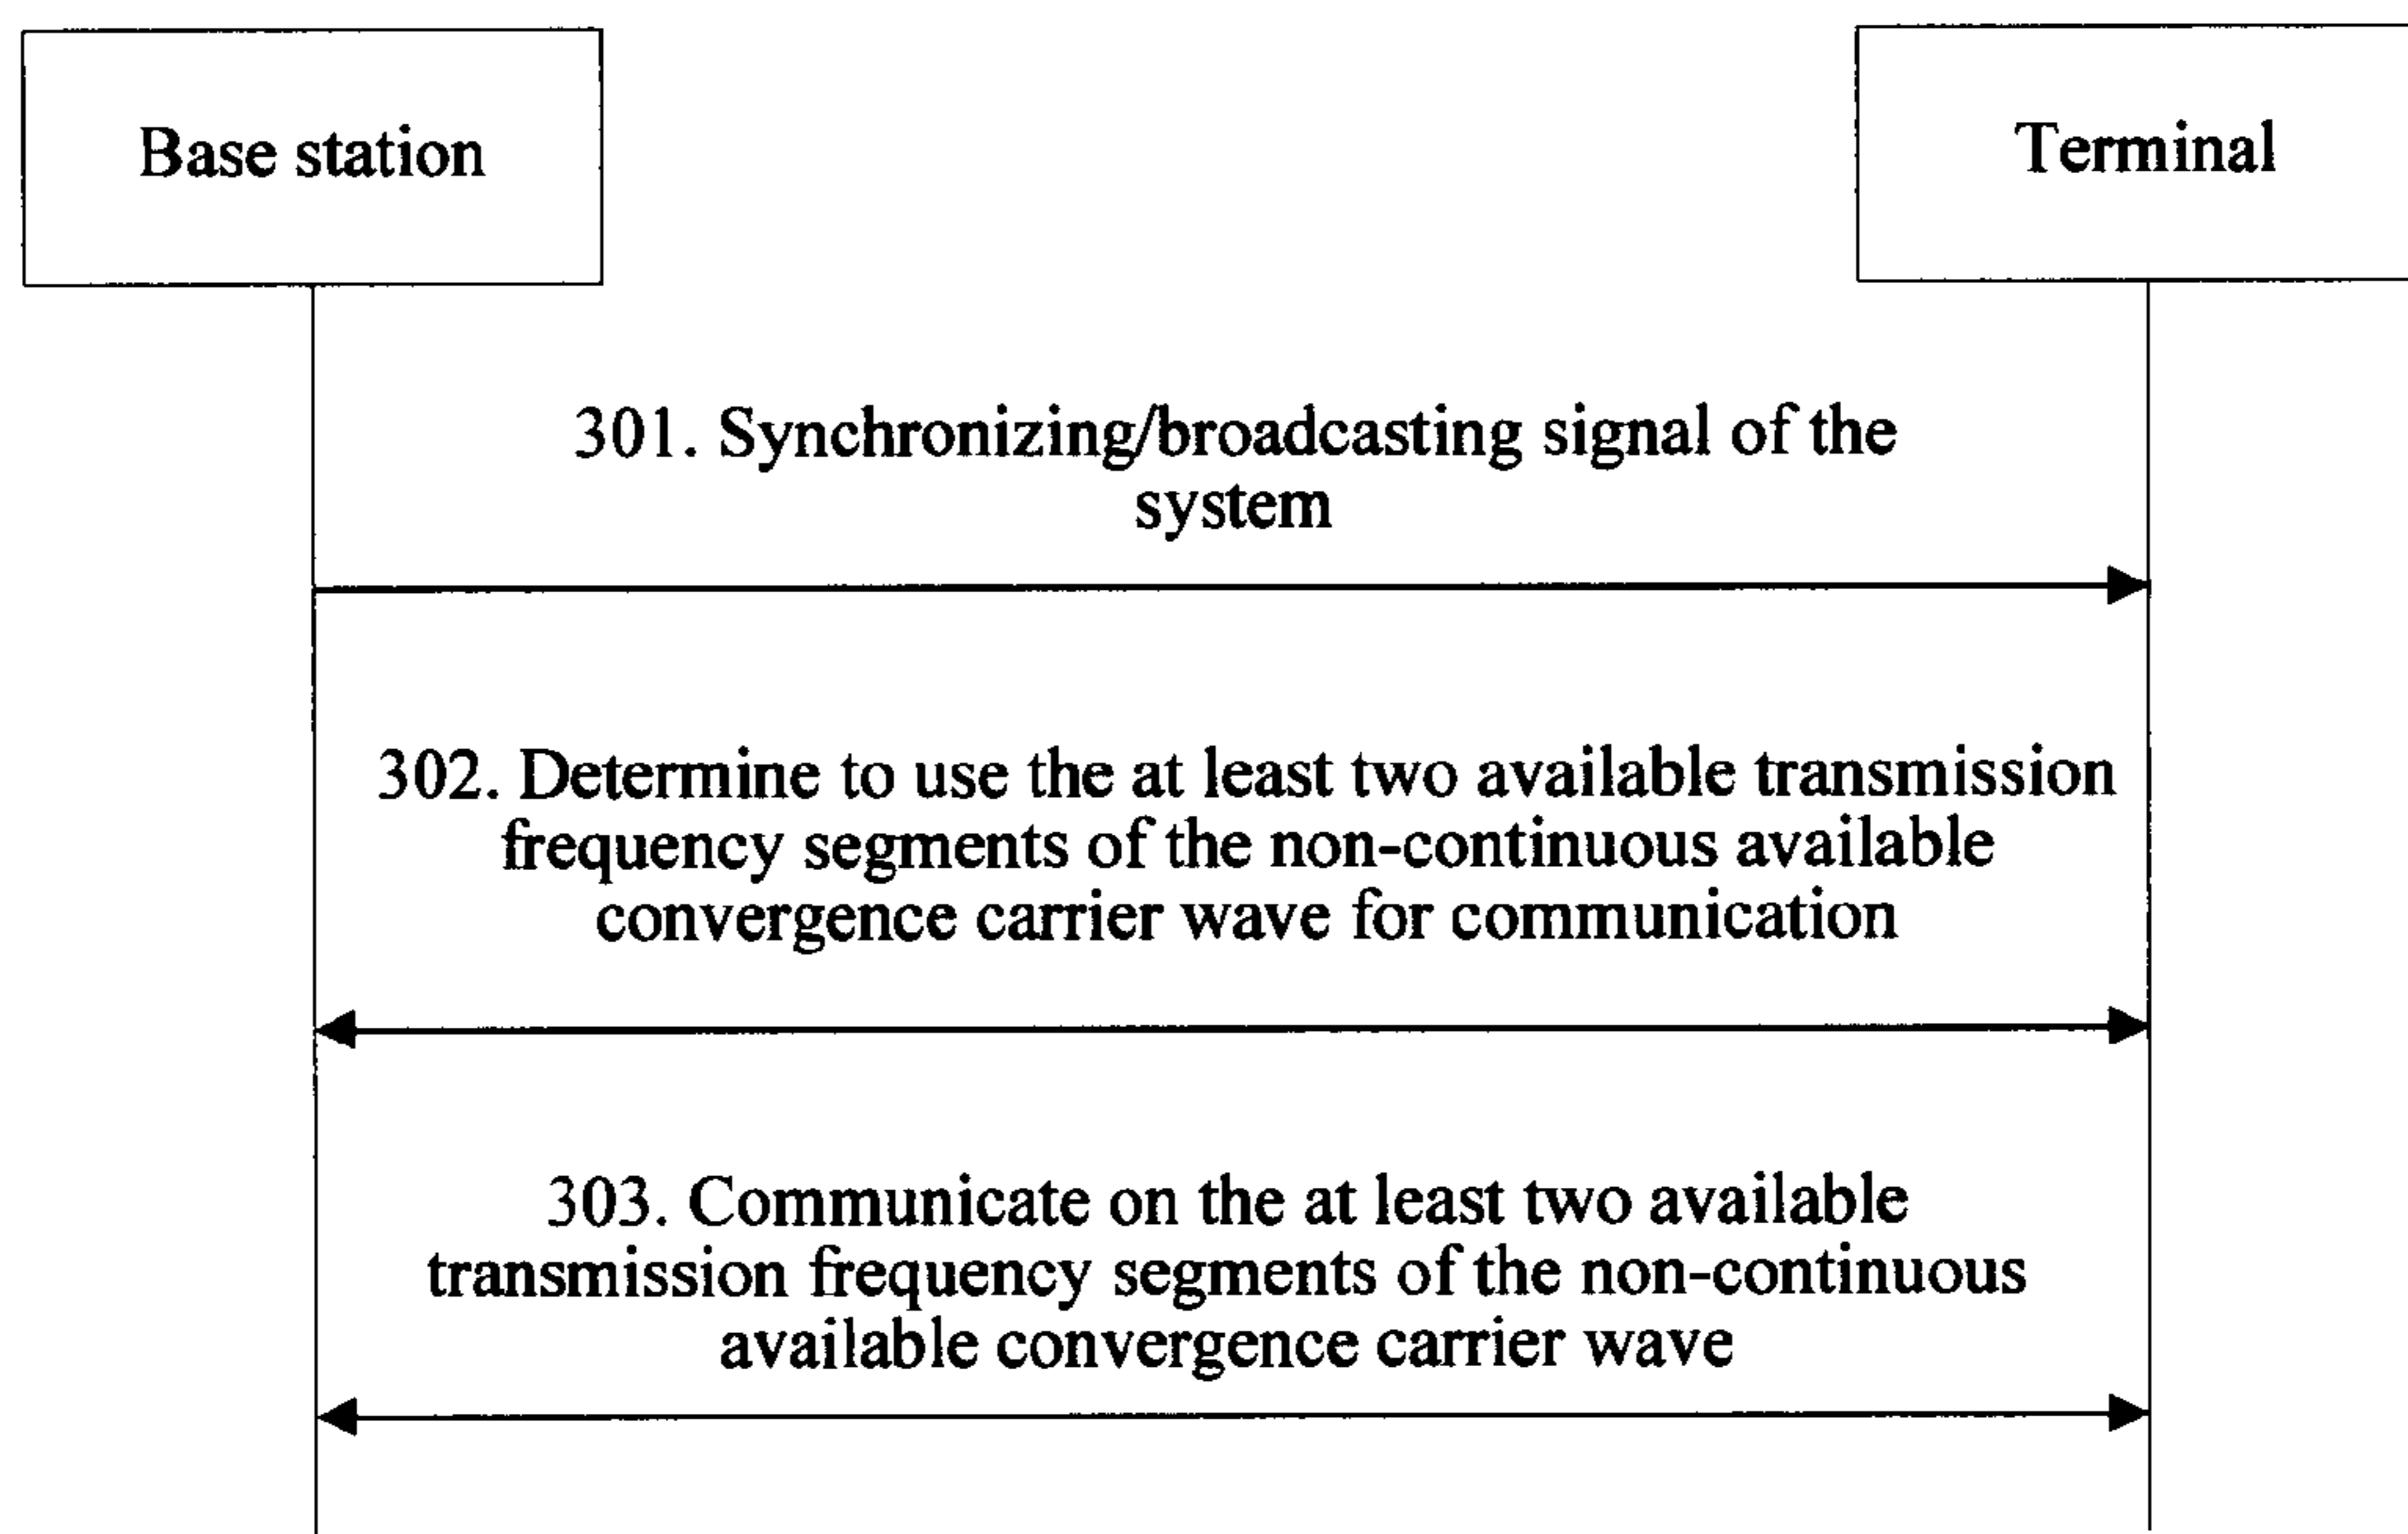 Base station
Terminal
301. Synchronizing/broadcasting signal of the
system
302. Determine to use the at least two available transmission
frequency segments of the non-continuous available
convergence carrier wave for communication
303. Communicate on the at least two available
transmission frequency segments of the non-continuous
available convergence carrier wave